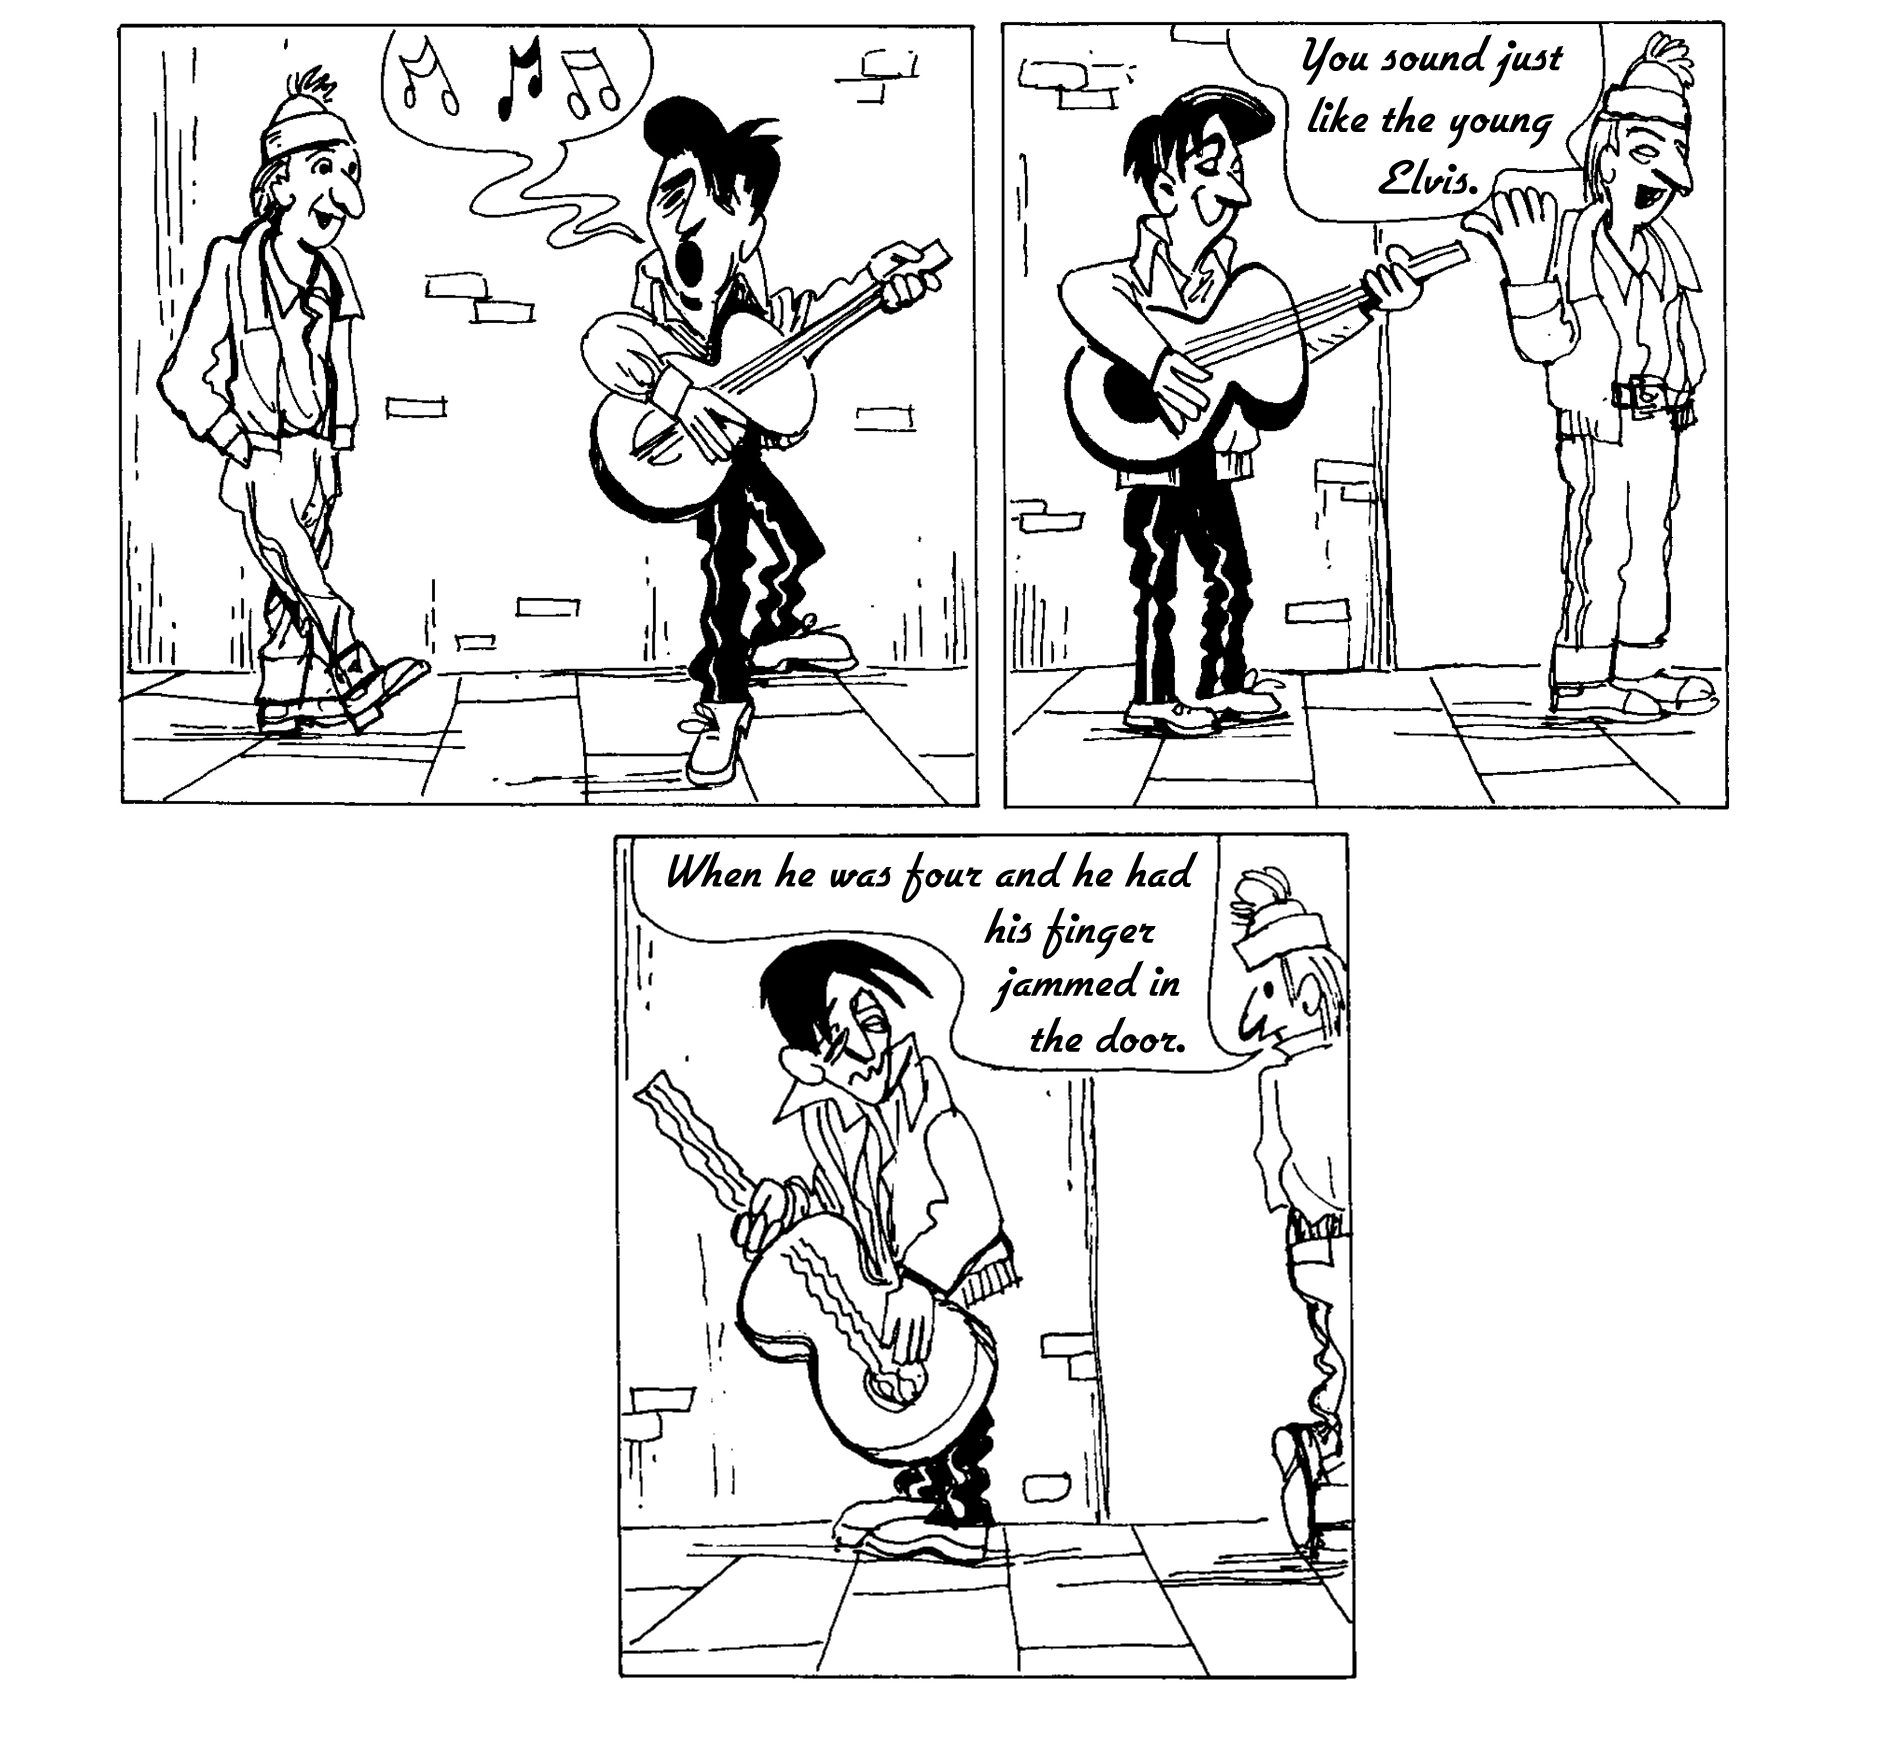 You sound just
like the young
Elvis.
When he was four and he had
his finger
jammed in
the door.